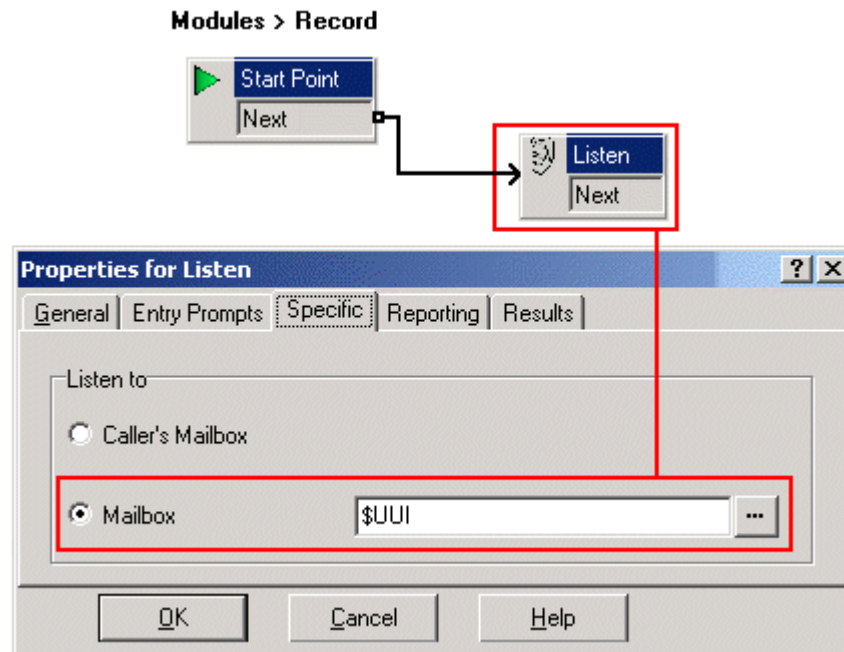 Modules > Record
Start Point
Next
Listen
Next
Properties for Listen
General Entry Prompts Specific Reporting Results
Listen to
Caller's Mailbox
Mailbox $UUI ...
OK Cancel Help